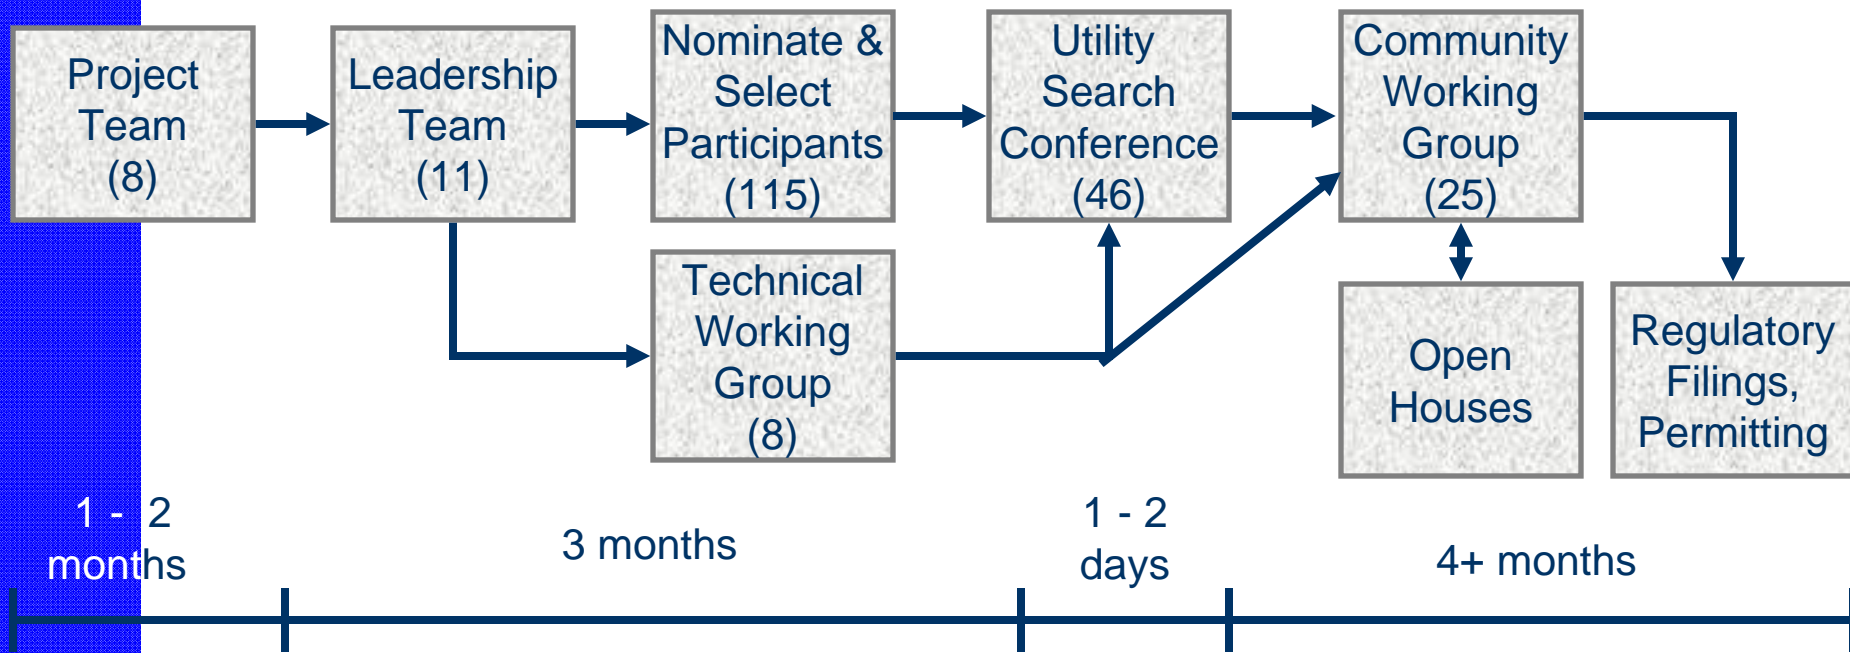 Project
Team
(8)
Leadership
Team
(11)
Nominate &
Select
Participants
(115)
Utility
Search
Conference
(46)
Community
Working
Group
(25)
Technical
Working
Group
(8)
Open
Houses
Regulatory
Filings,
Permitting
1 - 2
months
3 months
1 - 2
days
4+ months